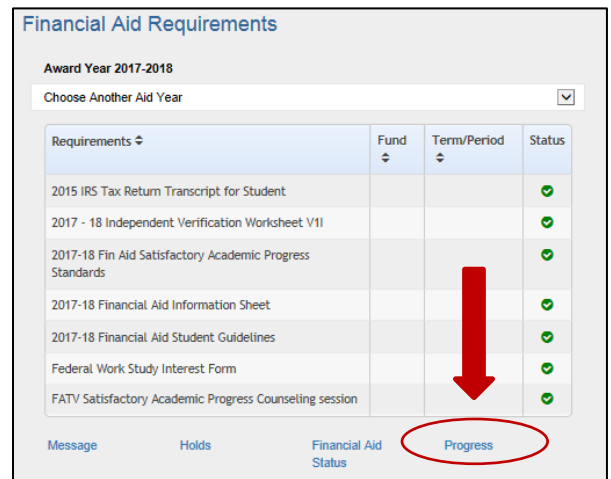 Financial Aid Requirements
Award Year 2017-2018
Choose Another Aid Year
Requirements Fund Term/Period Status
2015 IRS Tax Return Transcript for Student
2017 - 18 Independent Verification Worksheet V1I
2017-18 Fin Aid Satisfactory Academic Progress
Standards
2017-18 Financial Aid Information Sheet
2017-18 Financial Aid Student Guidelines
Federal Work Study Interest Form
FATV Satisfactory Academic Progress Counseling session
Message Holds Financial Aid Progress
Status